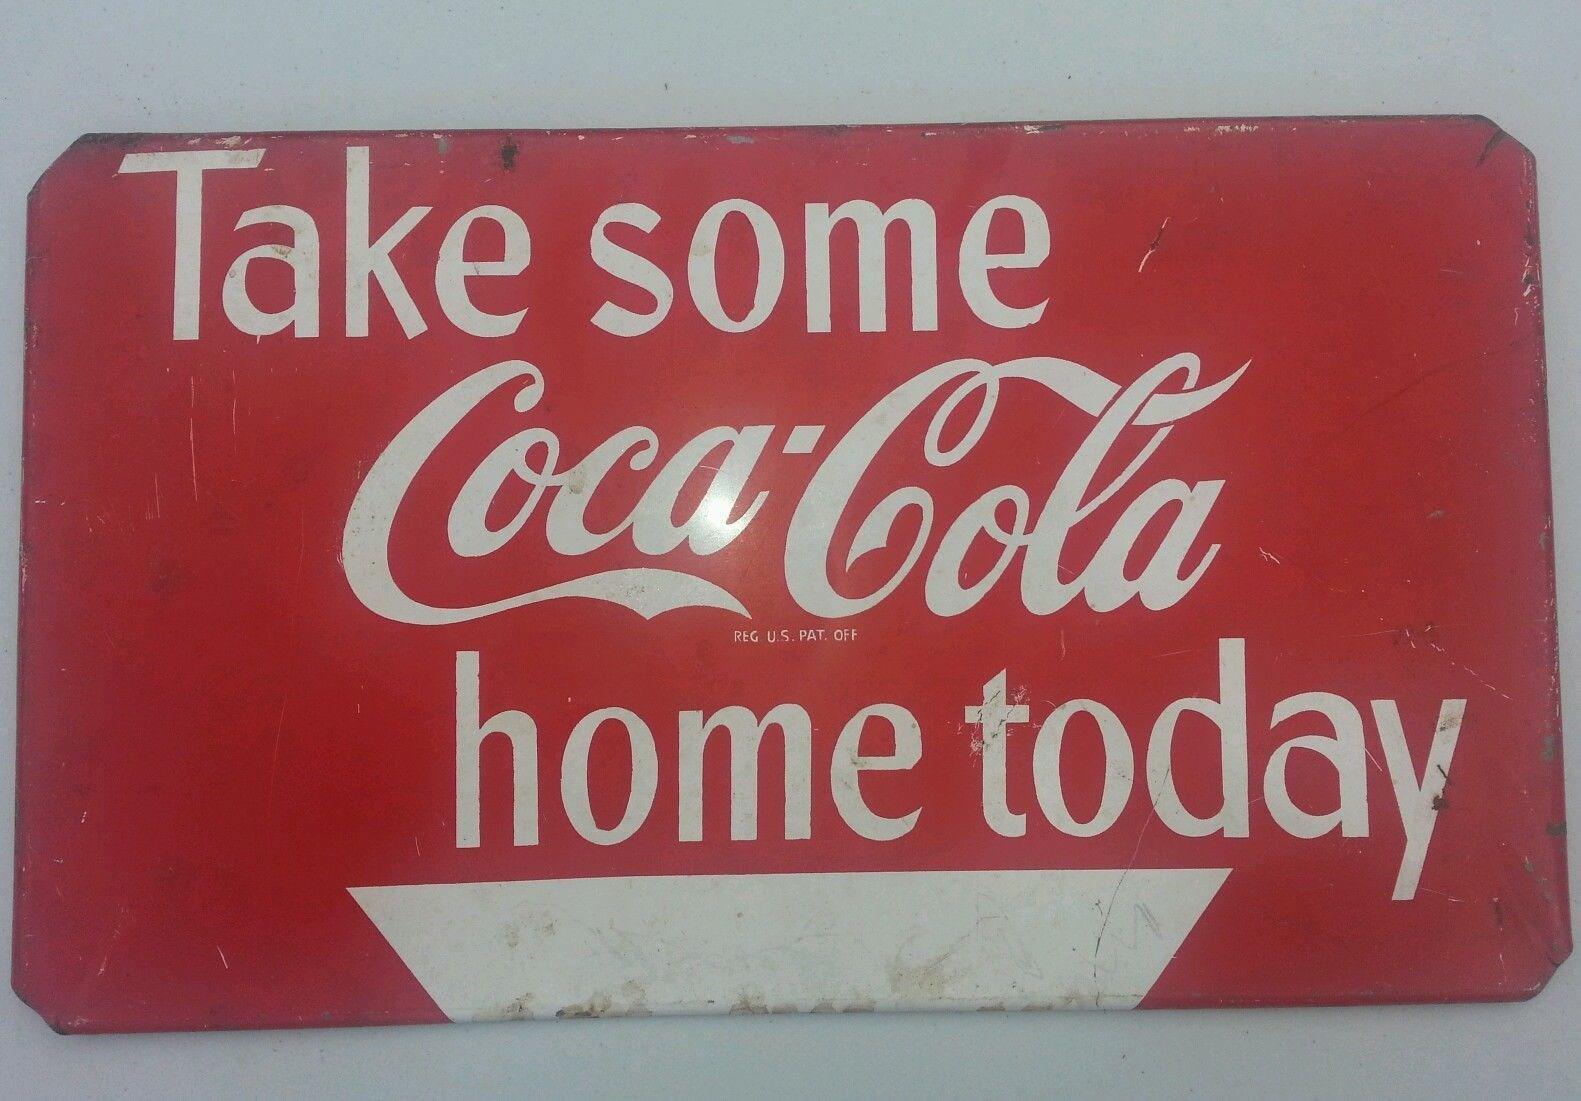 Take some
Coca-Cola
REG U.S. PAT. OFF
home today